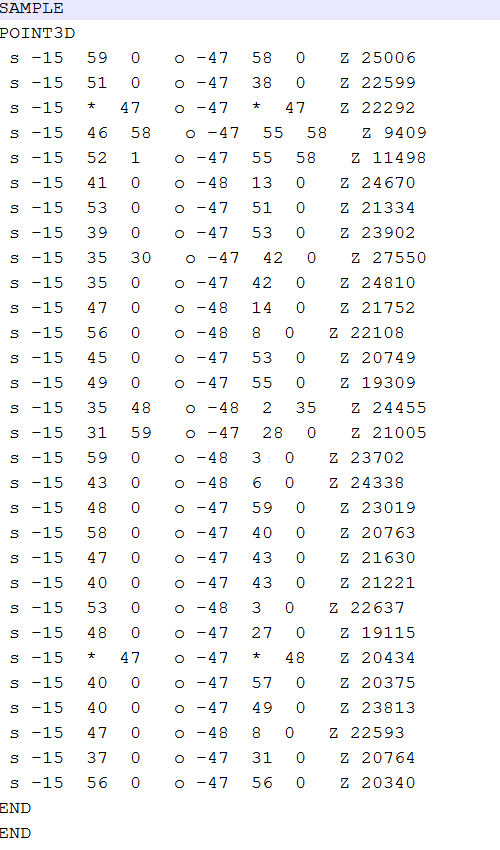 SAMPLE
POINT3D
s -15 59 0 o -47 58 0 Z 25006
s -15 51 0 o -47 38 0 Z 22599
s -15 * 47 o -47 * 47 Z 22292
s -15 46 58 o -47 55 58 Z 9409
s -15 52 1 o -47 55 58 Z 11498
s -15 41 0 o -48 13 0 Z 24670
s -15 53 0 o -47 51 0 Z 21334
s -15 39 0 o -47 53 0 Z 23902
s -15 35 30 o -47 42 0 Z 27550
s -15 35 0 o -47 42 0 Z 24810
s -15 47 0 o -48 14 0 Z 21752
s -15 56 0 o -48 8 0 Z 22108
s -15 45 0 o -47 53 0 Z 20749
s -15 49 0 o -47 55 0 Z 19309
s -15 35 48 o -48 2 35 Z 24455
s -15 31 59 o -47 28 0 Z 21005
s -15 59 0 o -48 3 0 Z 23702
s -15 43 0 o -48 6 0 Z 24338
s -15 48 0 o -47 59 0 Z 23019
s -15 58 0 o -47 40 0 Z 20763
s -15 47 0 o -47 43 0 Z 21630
s -15 40 0 o -47 43 0 Z 21221
s -15 53 0 o -48 3 0 Z 22637
s -15 48 0 o -47 27 0 Z 19115
s -15 * 47 o -47 * 48 Z 20434
s -15 40 0 o -47 57 0 Z 20375
s -15 40 0 o -47 49 0 Z 23813
s -15 47 0 o -48 8 0 Z 22593
s -15 37 0 o -47 31 0 Z 20764
s -15 56 0 o -47 56 0 Z 20340
END
END